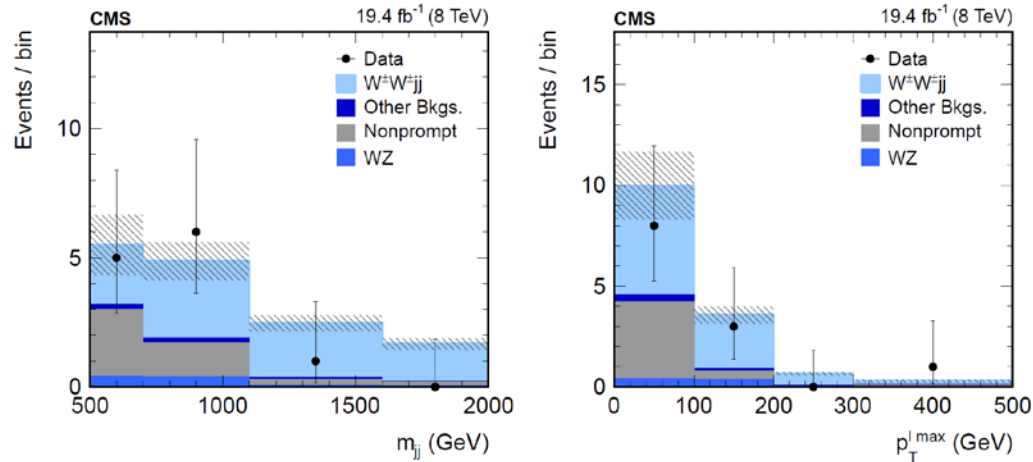 CMS 19.4 fb⁻¹ (8 TeV)
Events / bin
10
5
0
Data
W±W±jj
Other Bkgs.
Nonprompt
WZ
500 1000 1500 2000
m_jj (GeV)
CMS 19.4 fb⁻¹ (8 TeV)
Events / bin
15
10
5
0
Data
W±W±jj
Other Bkgs.
Nonprompt
WZ
0 100 200 300 400 500
p_T^l max (GeV)